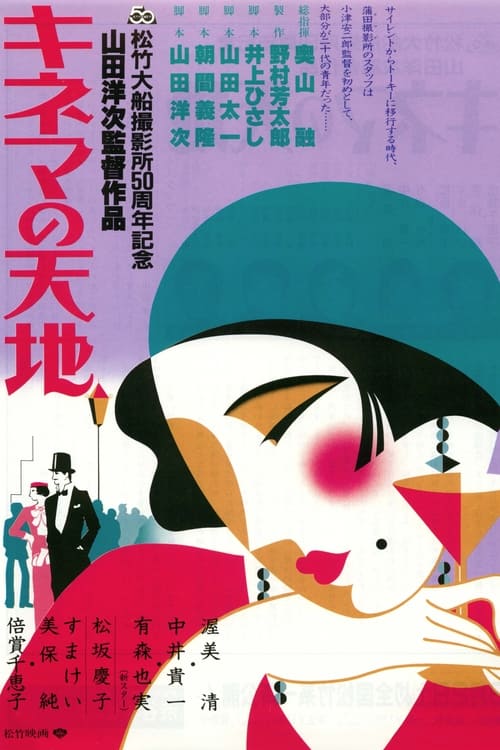 サイレントからトーキーに移行する時代、
蒲田撮影所のスタッフは
小津安二郎監督を初めとして、
大部分が二十代の青年だった……
総指揮 奥山 融
製作 野村芳太郎
脚本 井上ひさし
脚本 山田太一
脚本 朝間義隆
脚本 山田洋次
50
松竹大船撮影所50周年記念
山田洋次監督作品
キネマの天地
渥美 清
中井貴一
有森也実(新スター)
松坂慶子
すまけい
美保 純
倍賞千恵子
松竹映画